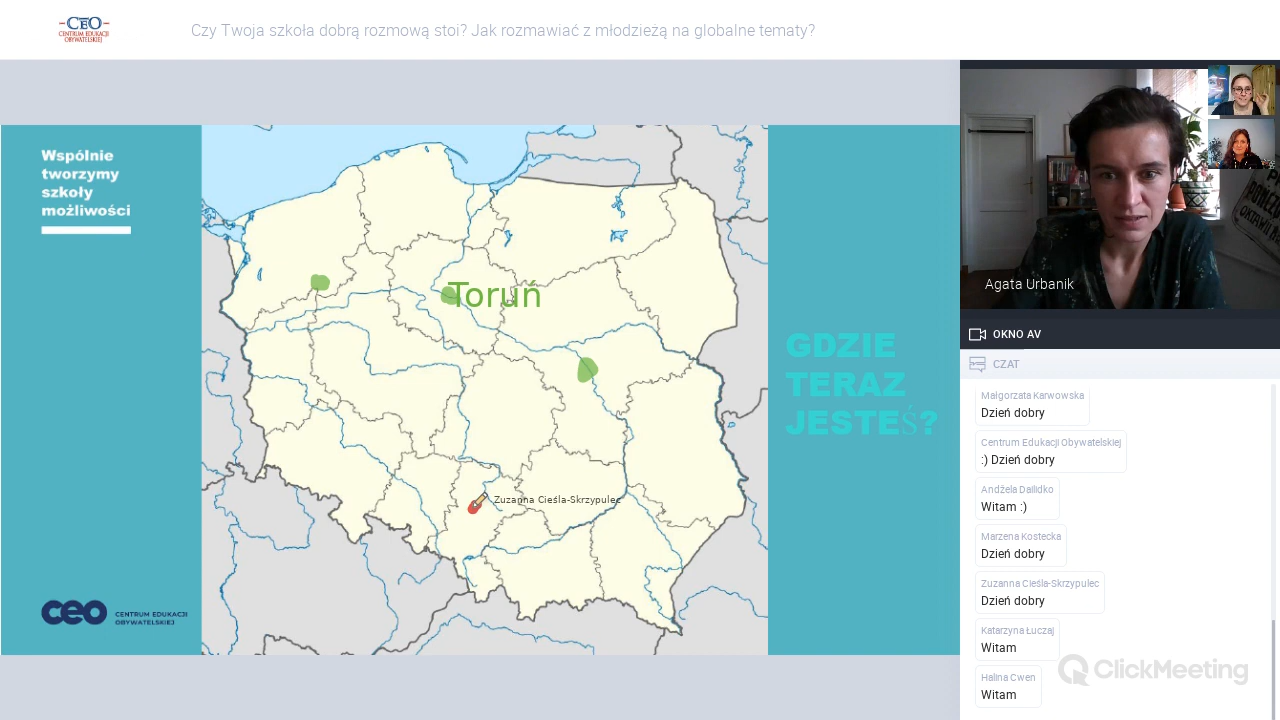 CEO
CENTRUM EDUKACJI
OBYWATELSKIEJ
Czy Twoja szkoła dobrą rozmową stoi? Jak rozmawiać z młodzieżą na globalne tematy?
Wspólnie
tworzymy
szkoły
możliwości
Toruń
Zuzanna Cieśla-Skrzypulec
GDZIE
TERAZ
JESTEŚ?
ceo
CENTRUM EDUKACJI
OBYWATELSKIEJ
Agata Urbanik
OKNO AV
CZAT
Małgorzata Karwowska
Dzień dobry
Centrum Edukacji Obywatelskiej
:) Dzień dobry
Andżela Dailidko
Witam :)
Marzena Kostecka
Dzień dobry
Zuzanna Cieśla-Skrzypulec
Dzień dobry
Katarzyna Łuczaj
Witam
Halina Cwen
Witam
ClickMeeting